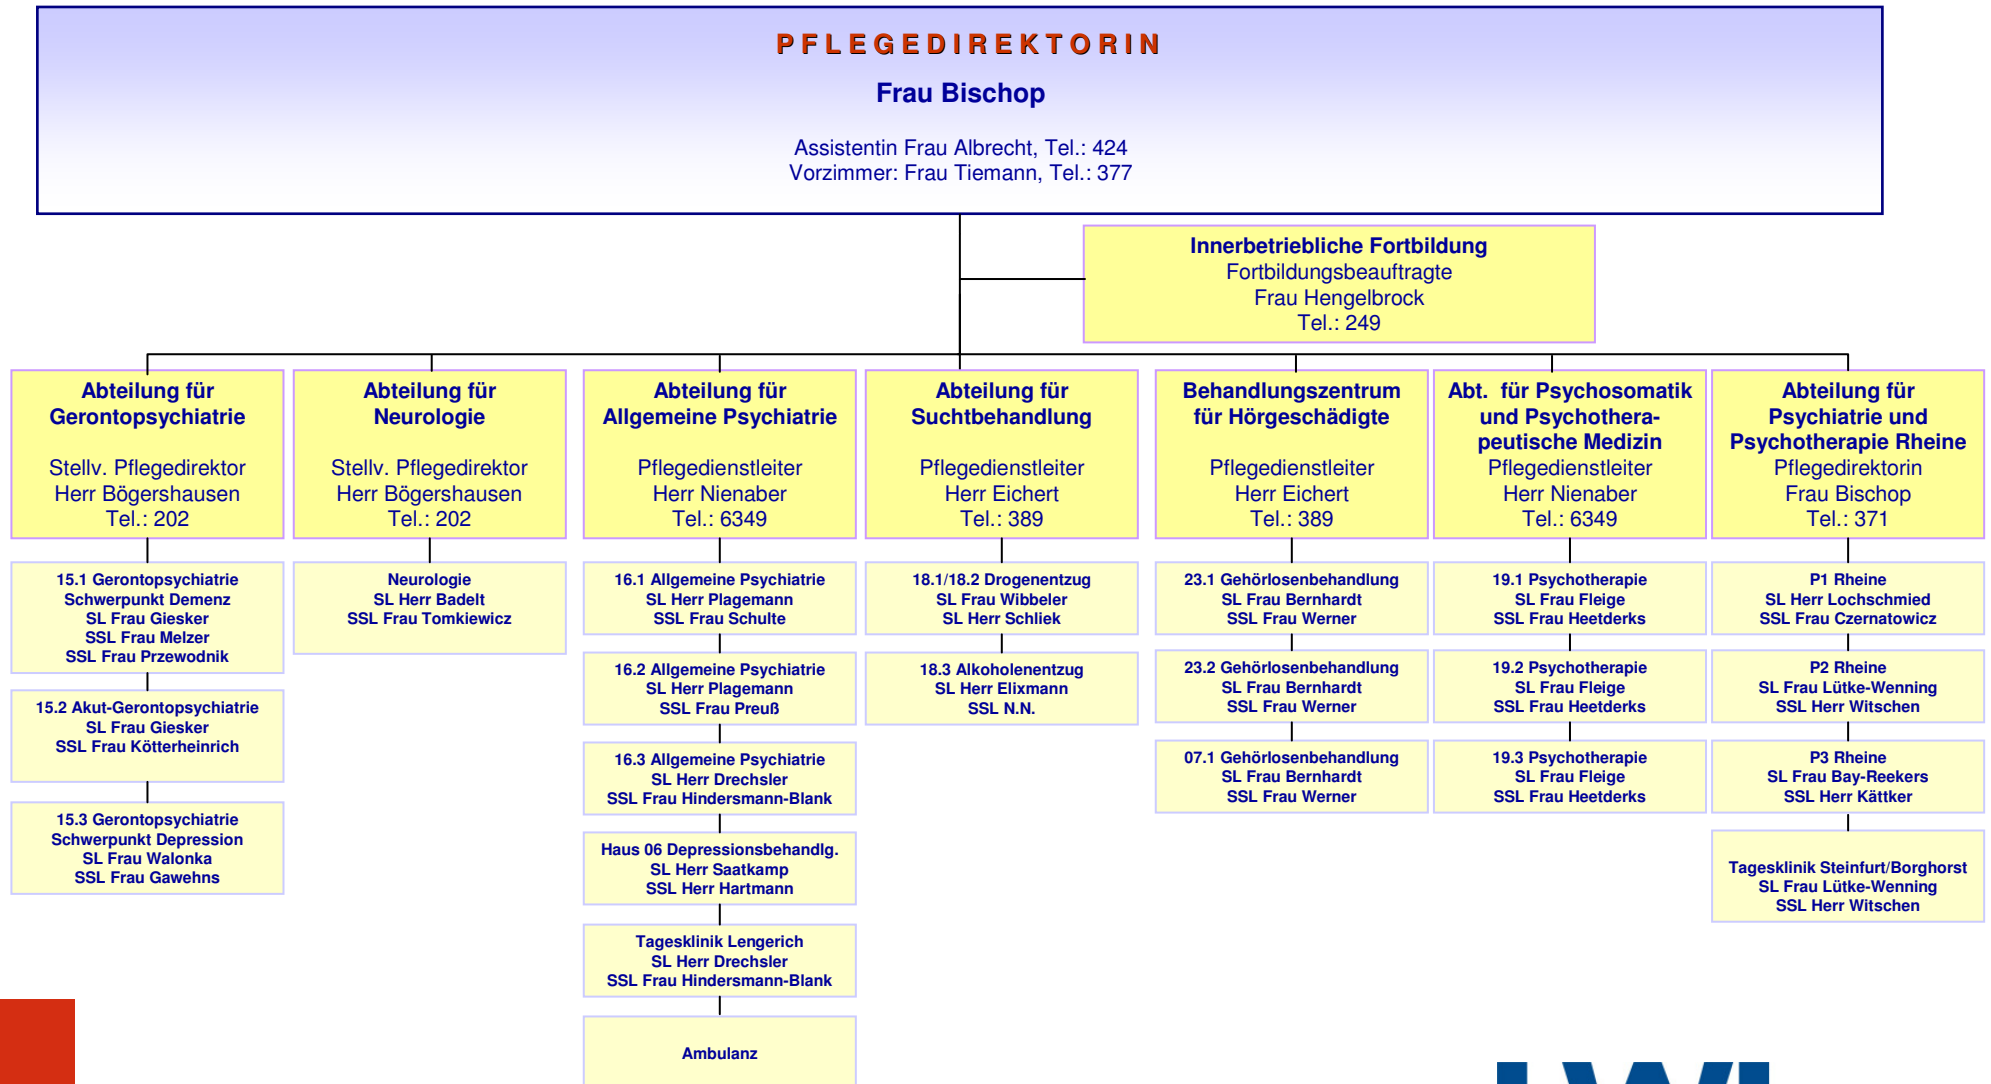 PFLEGEDIREKTORIN
Frau Bischop
Assistentin Frau Albrecht, Tel.: 424
Vorzimmer: Frau Tiemann, Tel.: 377
Innerbetriebliche Fortbildung
Fortbildungsbeauftragte
Frau Hengelbrock
Tel.: 249
Abteilung für
Gerontopsychiatrie
Stellv. Pflegedirektor
Herr Bögershausen
Tel.: 202
Abteilung für
Neurologie
Stellv. Pflegedirektor
Herr Bögershausen
Tel.: 202
Abteilung für
Allgemeine Psychiatrie
Pflegedienstleiter
Herr Nienaber
Tel.: 6349
Abteilung für
Suchtbehandlung
Pflegedienstleiter
Herr Eichert
Tel.: 389
Behandlungszentrum
für Hörgeschädigte
Pflegedienstleiter
Herr Eichert
Tel.: 389
Abt. für Psychosomatik
und Psychothera-
peutische Medizin
Pflegedienstleiter
Herr Nienaber
Tel.: 6349
Abteilung für
Psychiatrie und
Psychotherapie Rheine
Pflegedirektorin
Frau Bischop
Tel.: 371
15.1 Gerontopsychiatrie
Schwerpunkt Demenz
SL Frau Giesker
SSL Frau Melzer
SSL Frau Przewodnik
15.2 Akut-Gerontopsychiatrie
SL Frau Giesker
SSL Frau Kötterheinrich
15.3 Gerontopsychiatrie
Schwerpunkt Depression
SL Frau Walonka
SSL Frau Gawehns
Neurologie
SL Herr Badelt
SSL Frau Tomkiewicz
16.1 Allgemeine Psychiatrie
SL Herr Plagemann
SSL Frau Schulte
16.2 Allgemeine Psychiatrie
SL Herr Plagemann
SSL Frau Preuß
16.3 Allgemeine Psychiatrie
SL Herr Drechsler
SSL Frau Hindersmann-Blank
Haus 06 Depressionsbehandlg.
SL Herr Saatkamp
SSL Herr Hartmann
Tagesklinik Lengerich
SL Herr Drechsler
SSL Frau Hindersmann-Blank
Ambulanz
18.1/18.2 Drogenentzug
SL Frau Wibbeler
SL Herr Schliek
18.3 Alkoholenentzug
SL Herr Elixmann
SSL N.N.
23.1 Gehörlosenbehandlung
SL Frau Bernhardt
SSL Frau Werner
23.2 Gehörlosenbehandlung
SL Frau Bernhardt
SSL Frau Werner
07.1 Gehörlosenbehandlung
SL Frau Bernhardt
SSL Frau Werner
19.1 Psychotherapie
SL Frau Fleige
SSL Frau Heetderks
19.2 Psychotherapie
SL Frau Fleige
SSL Frau Heetderks
19.3 Psychotherapie
SL Frau Fleige
SSL Frau Heetderks
P1 Rheine
SL Herr Lochschmied
SSL Frau Czernatowicz
P2 Rheine
SL Frau Lütke-Wenning
SSL Herr Witschen
P3 Rheine
SL Frau Bay-Reekers
SSL Herr Kättker
Tagesklinik Steinfurt/Borghorst
SL Frau Lütke-Wenning
SSL Herr Witschen